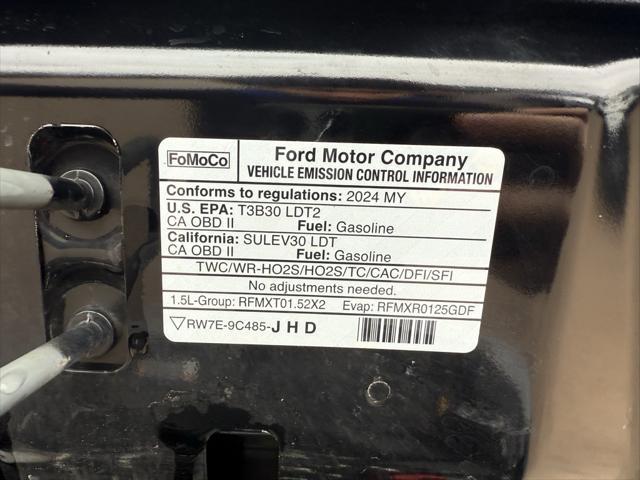 FoMoCo
Ford Motor Company
VEHICLE EMISSION CONTROL INFORMATION
Conforms to regulations: 2024 MY
U.S. EPA: T3B30 LDT2
CA OBD II Fuel: Gasoline
California: SULEV30 LDT
CA OBD II Fuel: Gasoline
TWC/WR-HO2S/HO2S/TC/CAC/DFI/SFI
No adjustments needed.
1.5L-Group: RFMXT01.52X2 Evap: RFMXR0125GDF
RW7E-9C485-J H D